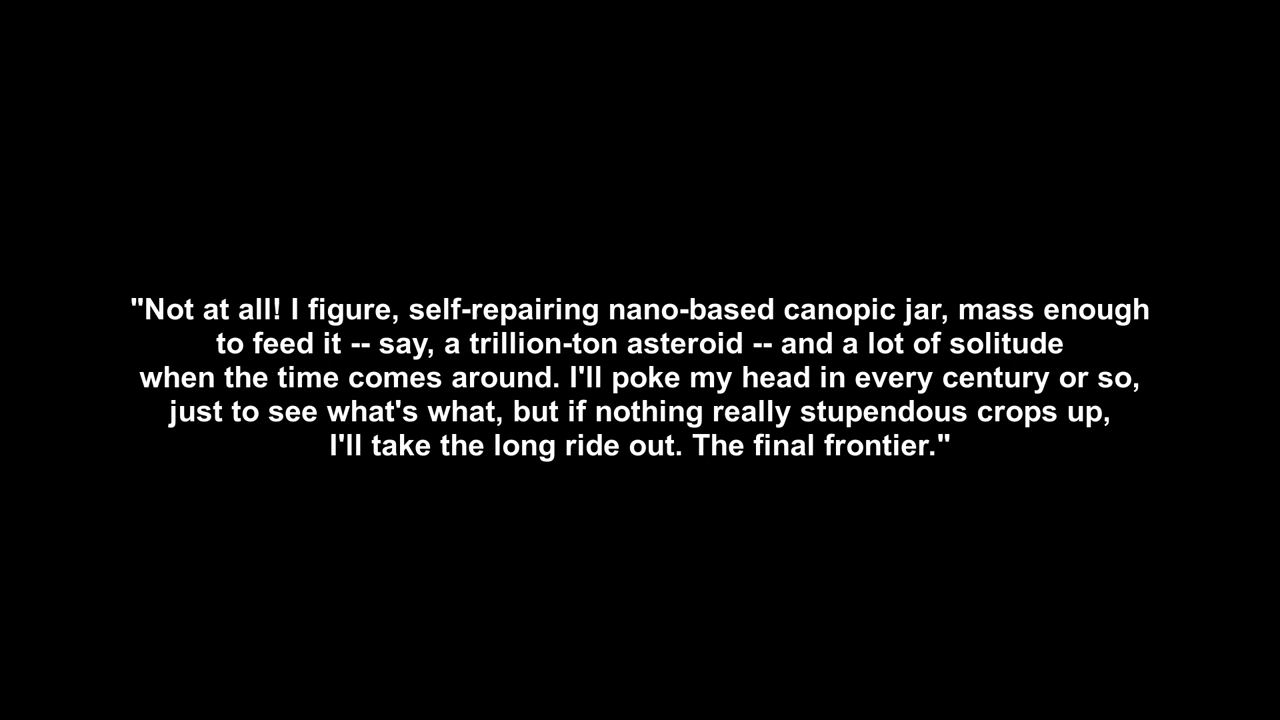 "Not at all! I figure, self-repairing nano-based canopic jar, mass enough
to feed it -- say, a trillion-ton asteroid -- and a lot of solitude
when the time comes around. I'll poke my head in every century or so,
just to see what's what, but if nothing really stupendous crops up,
I'll take the long ride out. The final frontier."